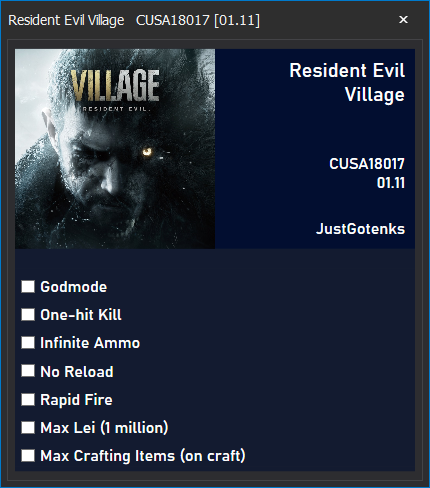 Resident Evil Village CUSA18017 [01.11]
VILLAGE
RESIDENT EVIL.
Resident Evil
Village
CUSA18017
01.11
JustGotenks
Godmode
One-hit Kill
Infinite Ammo
No Reload
Rapid Fire
Max Lei (1 million)
Max Crafting Items (on craft)